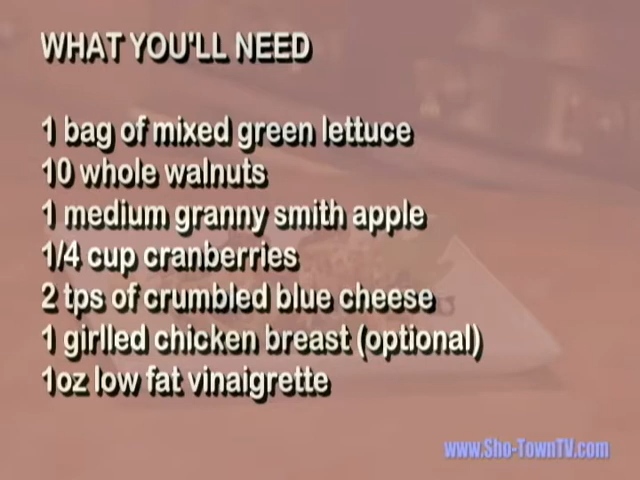 WHAT YOU'LL NEED
1 bag of mixed green lettuce
10 whole walnuts
1 medium granny smith apple
1/4 cup cranberries
2 tps of crumbled blue cheese
1 girlled chicken breast (optional)
1oz low fat vinaigrette
www.Sho-TownTV.com